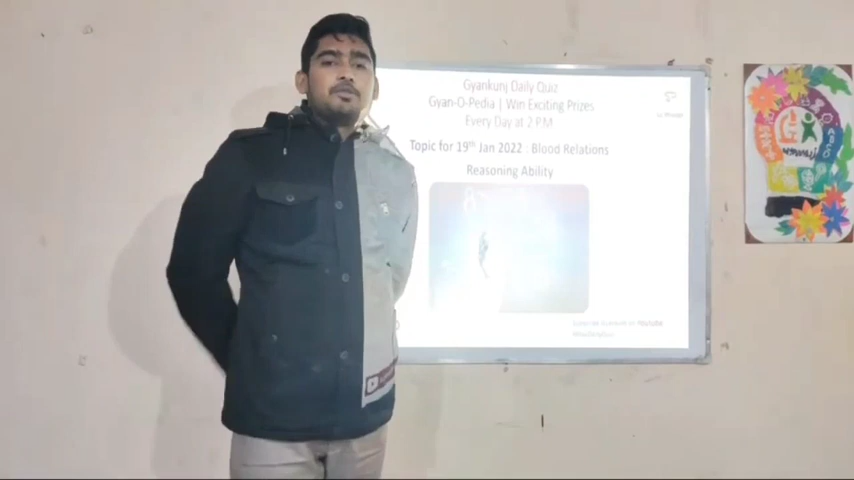 Gyankunj Daily Quiz
Gyan-O-Pedia | Win Exciting Prizes
Every Day at 2 P.M
Topic for 19th Jan 2022 : Blood Relations
Reasoning Ability